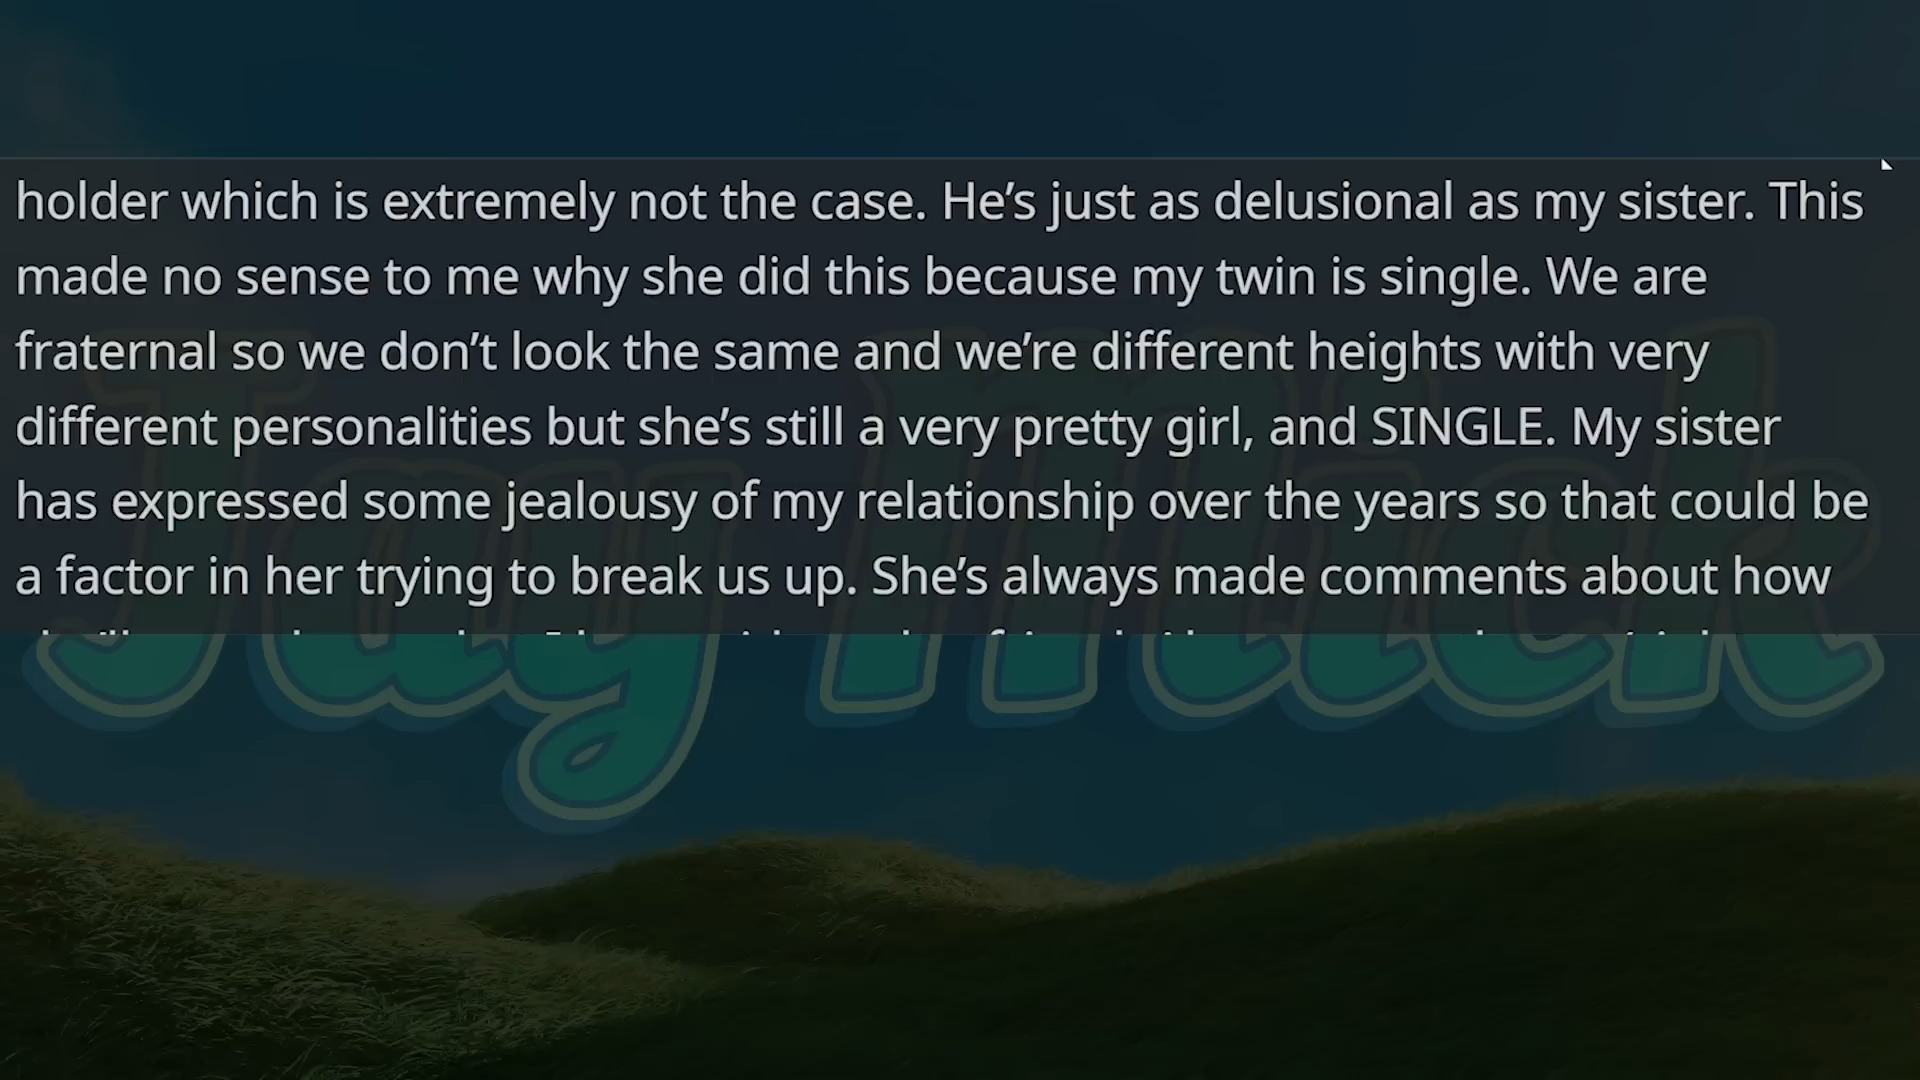 holder which is extremely not the case. He’s just as delusional as my sister. This
made no sense to me why she did this because my twin is single. We are
fraternal so we don’t look the same and we’re different heights with very
different personalities but she’s still a very pretty girl, and SINGLE. My sister
has expressed some jealousy of my relationship over the years so that could be
a factor in her trying to break us up. She’s always made comments about how
Jay Mick